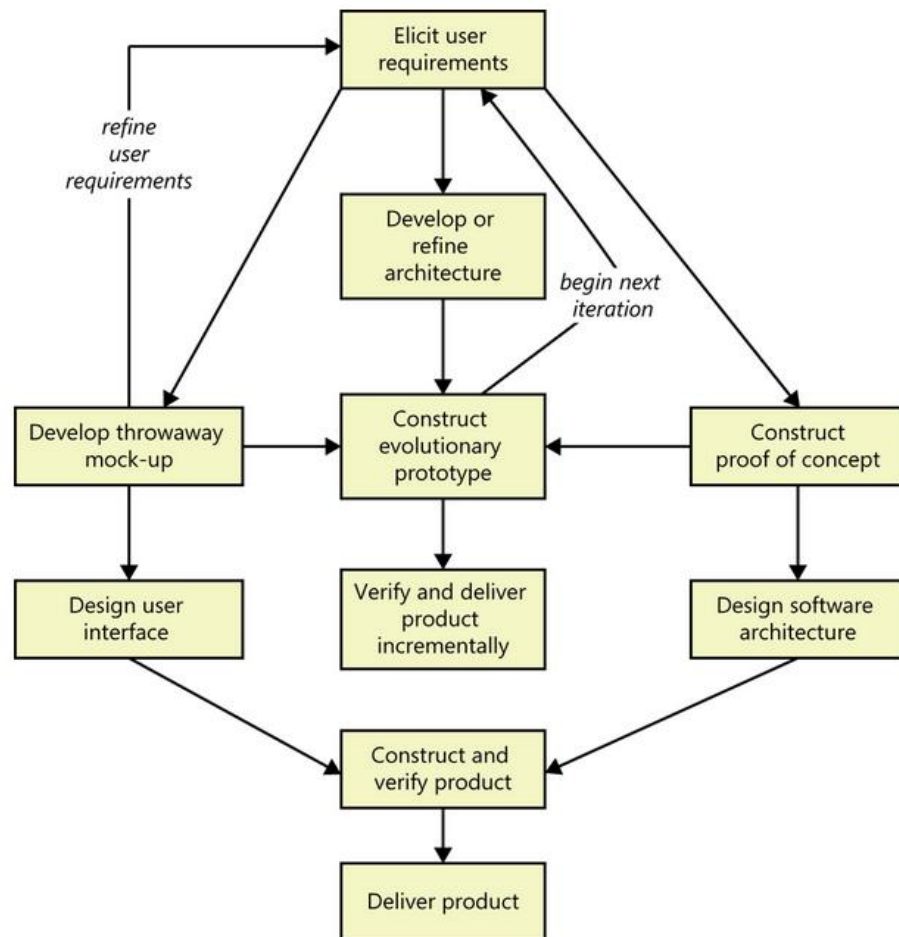 Elicit user
requirements
refine
user
requirements
Develop or
refine
architecture
begin next
iteration
Develop throwaway
mock-up
Construct
evolutionary
prototype
Construct
proof of concept
Design user
interface
Verify and deliver
product
incrementally
Design software
architecture
Construct and
verify product
Deliver product